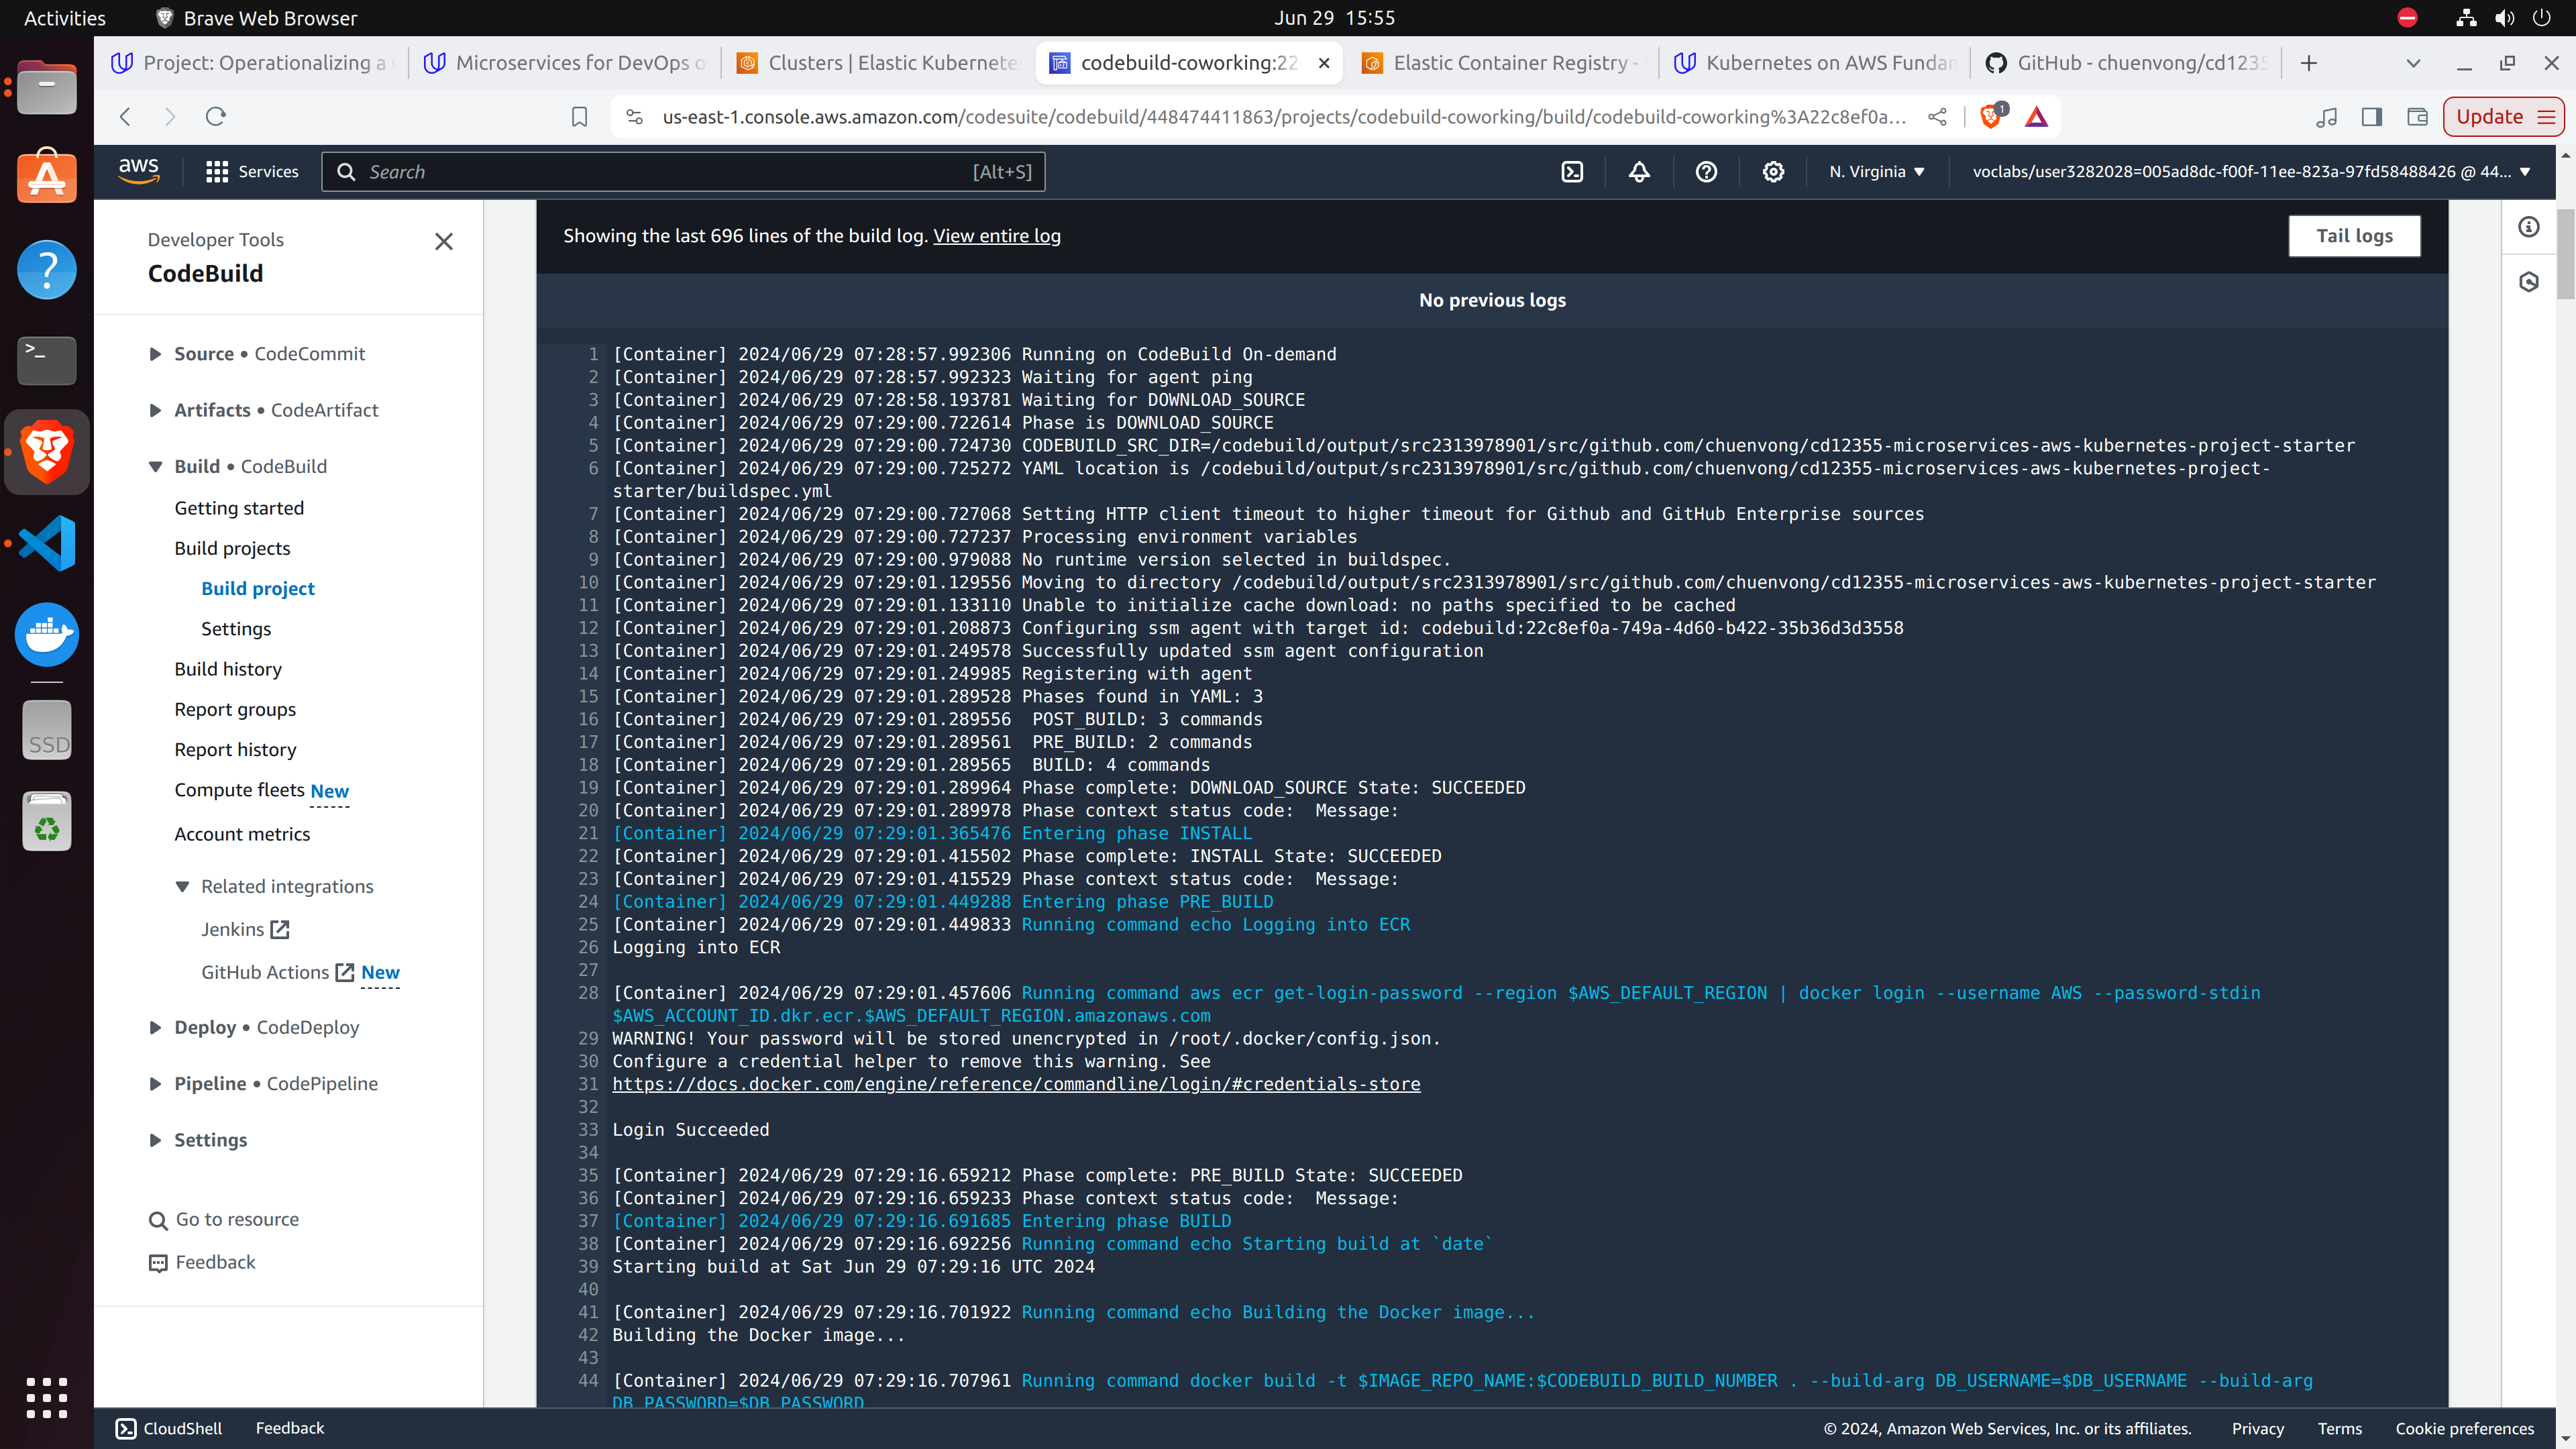 Activities
Brave Web Browser
Jun 29 15:55
Project: Operationalizing a
Microservices for DevOps
Clusters | Elastic Kubernete
codebuild-coworking:22
Elastic Container Registry -
Kubernetes on AWS Fundan
GitHub - chuenvong/cd1235
us-east-1.console.aws.amazon.com/codesuite/codebuild/448474411863/projects/codebuild-coworking/build/codebuild-coworking%3A22c8ef0a...
1
Update
aws
Services
Search
[Alt+S]
N. Virginia
voclabs/user3282028=005ad8dc-f00f-11ee-823a-97fd58488426 @ 44...
Developer Tools
CodeBuild
Source • CodeCommit
Artifacts • CodeArtifact
Build • CodeBuild
Getting started
Build projects
Build project
Settings
Build history
Report groups
Report history
Compute fleets New
Account metrics
Related integrations
Jenkins
GitHub Actions New
Deploy • CodeDeploy
Pipeline • CodePipeline
Settings
Go to resource
Feedback
SSD
Showing the last 696 lines of the build log. View entire log
Tail logs
No previous logs
1 [Container] 2024/06/29 07:28:57.992306 Running on CodeBuild On-demand
2 [Container] 2024/06/29 07:28:57.992323 Waiting for agent ping
3 [Container] 2024/06/29 07:28:58.193781 Waiting for DOWNLOAD_SOURCE
4 [Container] 2024/06/29 07:29:00.722614 Phase is DOWNLOAD_SOURCE
5 [Container] 2024/06/29 07:29:00.724730 CODEBUILD_SRC_DIR=/codebuild/output/src2313978901/src/github.com/chuenvong/cd12355-microservices-aws-kubernetes-project-starter
6 [Container] 2024/06/29 07:29:00.725272 YAML location is /codebuild/output/src2313978901/src/github.com/chuenvong/cd12355-microservices-aws-kubernetes-project-
starter/buildspec.yml
7 [Container] 2024/06/29 07:29:00.727068 Setting HTTP client timeout to higher timeout for Github and GitHub Enterprise sources
8 [Container] 2024/06/29 07:29:00.727237 Processing environment variables
9 [Container] 2024/06/29 07:29:00.979088 No runtime version selected in buildspec.
10 [Container] 2024/06/29 07:29:01.129556 Moving to directory /codebuild/output/src2313978901/src/github.com/chuenvong/cd12355-microservices-aws-kubernetes-project-starter
11 [Container] 2024/06/29 07:29:01.133110 Unable to initialize cache download: no paths specified to be cached
12 [Container] 2024/06/29 07:29:01.208873 Configuring ssm agent with target id: codebuild:22c8ef0a-749a-4d60-b422-35b36d3d3558
13 [Container] 2024/06/29 07:29:01.249578 Successfully updated ssm agent configuration
14 [Container] 2024/06/29 07:29:01.249985 Registering with agent
15 [Container] 2024/06/29 07:29:01.289528 Phases found in YAML: 3
16 [Container] 2024/06/29 07:29:01.289556  POST_BUILD: 3 commands
17 [Container] 2024/06/29 07:29:01.289561  PRE_BUILD: 2 commands
18 [Container] 2024/06/29 07:29:01.289565  BUILD: 4 commands
19 [Container] 2024/06/29 07:29:01.289964 Phase complete: DOWNLOAD_SOURCE State: SUCCEEDED
20 [Container] 2024/06/29 07:29:01.289978 Phase context status code:  Message:
21 [Container] 2024/06/29 07:29:01.365476 Entering phase INSTALL
22 [Container] 2024/06/29 07:29:01.415502 Phase complete: INSTALL State: SUCCEEDED
23 [Container] 2024/06/29 07:29:01.415529 Phase context status code:  Message:
24 [Container] 2024/06/29 07:29:01.449288 Entering phase PRE_BUILD
25 [Container] 2024/06/29 07:29:01.449833 Running command echo Logging into ECR
26 Logging into ECR
27
28 [Container] 2024/06/29 07:29:01.457606 Running command aws ecr get-login-password --region $AWS_DEFAULT_REGION | docker login --username AWS --password-stdin
$AWS_ACCOUNT_ID.dkr.ecr.$AWS_DEFAULT_REGION.amazonaws.com
29 WARNING! Your password will be stored unencrypted in /root/.docker/config.json.
30 Configure a credential helper to remove this warning. See
31 https://docs.docker.com/engine/reference/commandline/login/#credentials-store
32
33 Login Succeeded
34
35 [Container] 2024/06/29 07:29:16.659212 Phase complete: PRE_BUILD State: SUCCEEDED
36 [Container] 2024/06/29 07:29:16.659233 Phase context status code:  Message:
37 [Container] 2024/06/29 07:29:16.691685 Entering phase BUILD
38 [Container] 2024/06/29 07:29:16.692256 Running command echo Starting build at `date`
39 Starting build at Sat Jun 29 07:29:16 UTC 2024
40
41 [Container] 2024/06/29 07:29:16.701922 Running command echo Building the Docker image...
42 Building the Docker image...
43
44 [Container] 2024/06/29 07:29:16.707961 Running command docker build -t $IMAGE_REPO_NAME:$CODEBUILD_BUILD_NUMBER . --build-arg DB_USERNAME=$DB_USERNAME --build-arg
DB_PASSWORD=$DB_PASSWORD
CloudShell
Feedback
© 2024, Amazon Web Services, Inc. or its affiliates.
Privacy
Terms
Cookie preferences